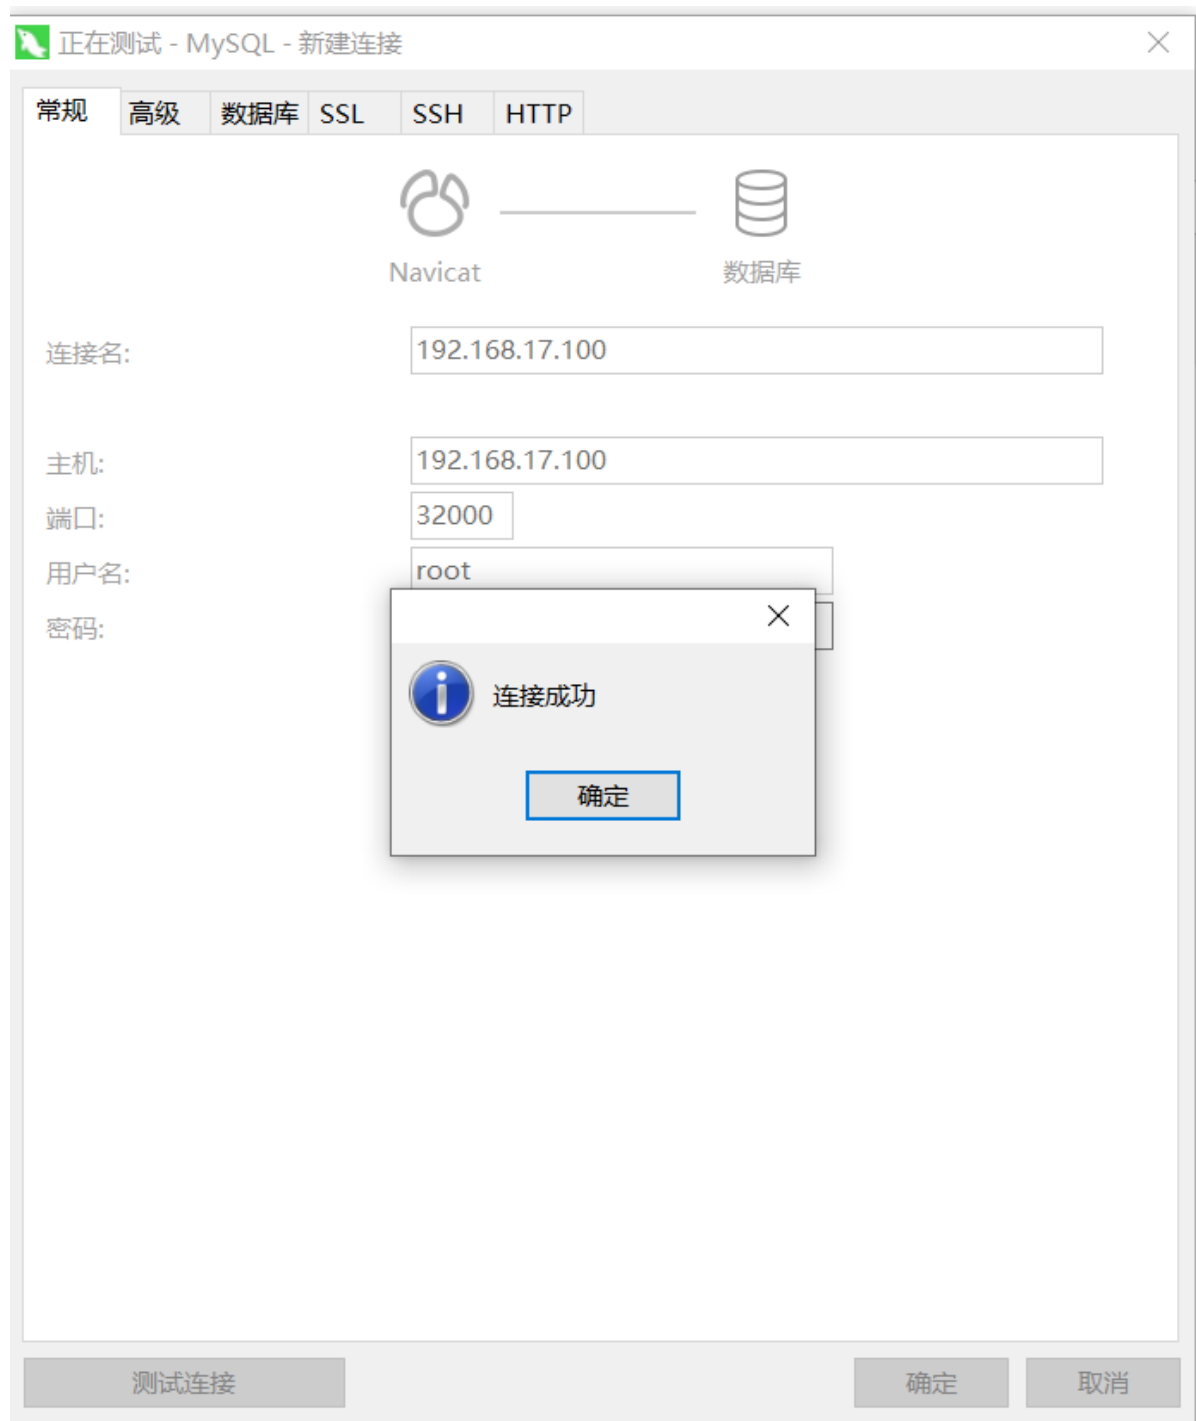 正在测试 - MySQL - 新建连接
常规 高级 数据库 SSL SSH HTTP
Navicat 数据库
连接名: 192.168.17.100
主机: 192.168.17.100
端口: 32000
用户名: root
密码:
连接成功
确定
测试连接 确定 取消